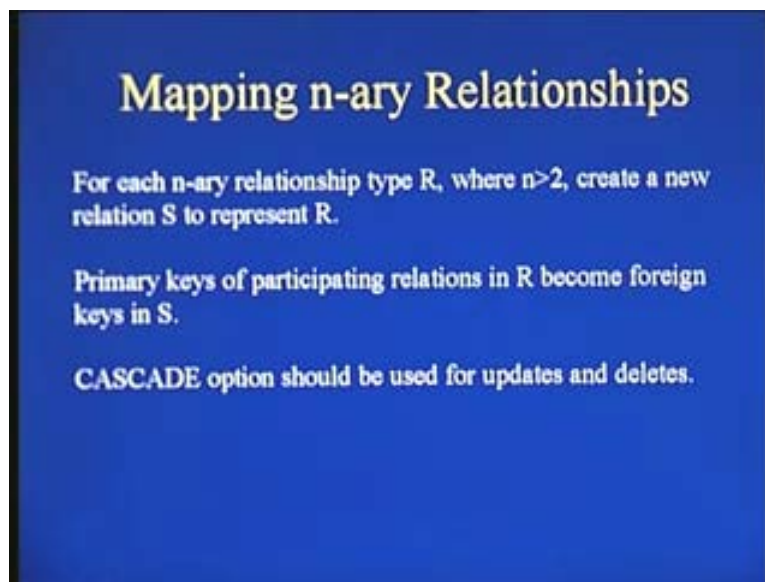 Mapping n-ary Relationships
For each n-ary relationship type R, where n>2, create a new
relation S to represent R.
Primary keys of participating relations in R become foreign
keys in S.
CASCADE option should be used for updates and deletes.